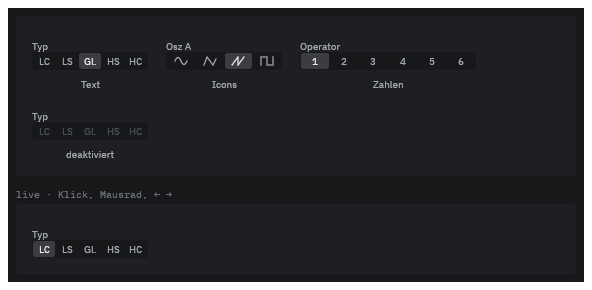 Typ Osz A Operator
LC LS GL HS HC 1 2 3 4 5 6
Text Icons Zahlen
Typ
LC LS GL HS HC
deaktiviert
live · Klick, Mausrad, ← →
Typ
LC LS GL HS HC